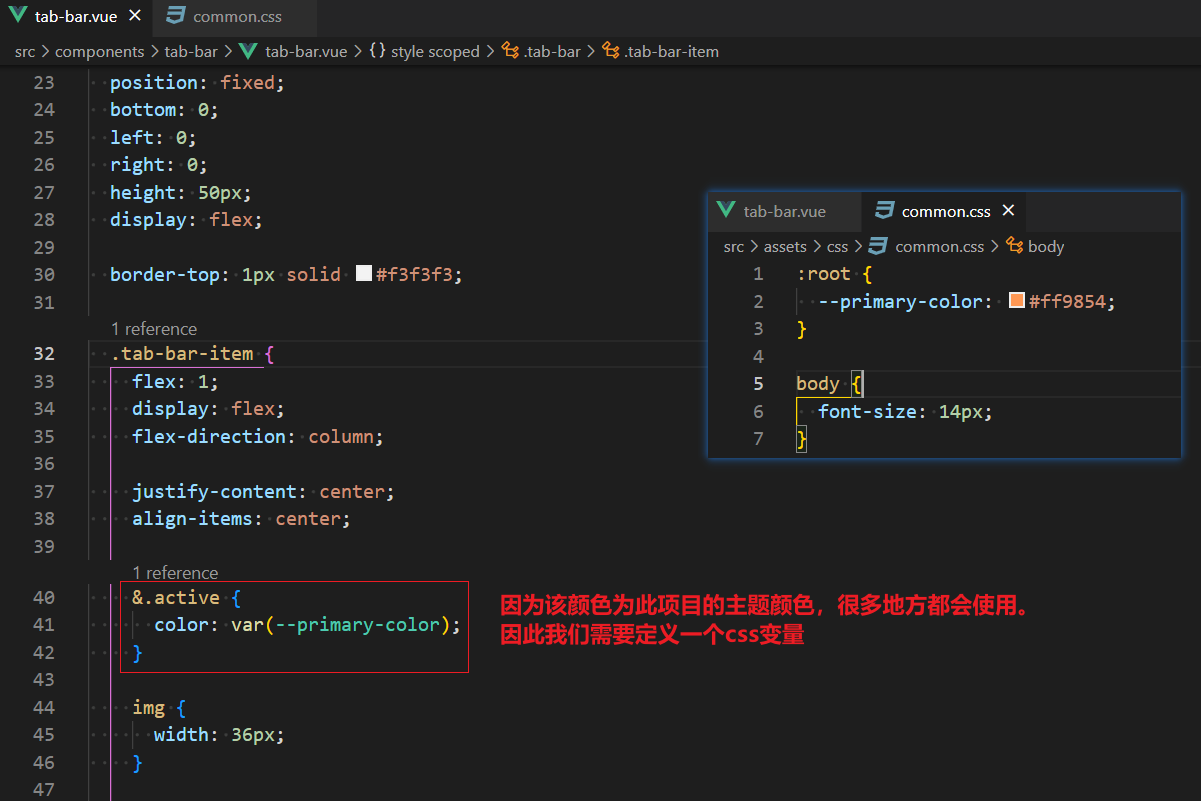 tab-bar.vue
common.css
src > components > tab-bar > tab-bar.vue > {} style scoped > .tab-bar > .tab-bar-item
23 position: fixed;
24 bottom: 0;
25 left: 0;
26 right: 0;
27 height: 50px;
28 display: flex;
29
30 border-top: 1px solid #f3f3f3;
31
1 reference
32 .tab-bar-item {
33 flex: 1;
34 display: flex;
35 flex-direction: column;
36
37 justify-content: center;
38 align-items: center;
39
1 reference
40 &.active {
41 color: var(--primary-color);
42 }
43
44 img {
45 width: 36px;
46 }
47
tab-bar.vue
common.css
src > assets > css > common.css > body
1 :root {
2 --primary-color: #ff9854;
3 }
4
5 body {
6 font-size: 14px;
7 }
因为该颜色为此项目的主题颜色，很多地方都会使用。
因此我们需要定义一个css变量